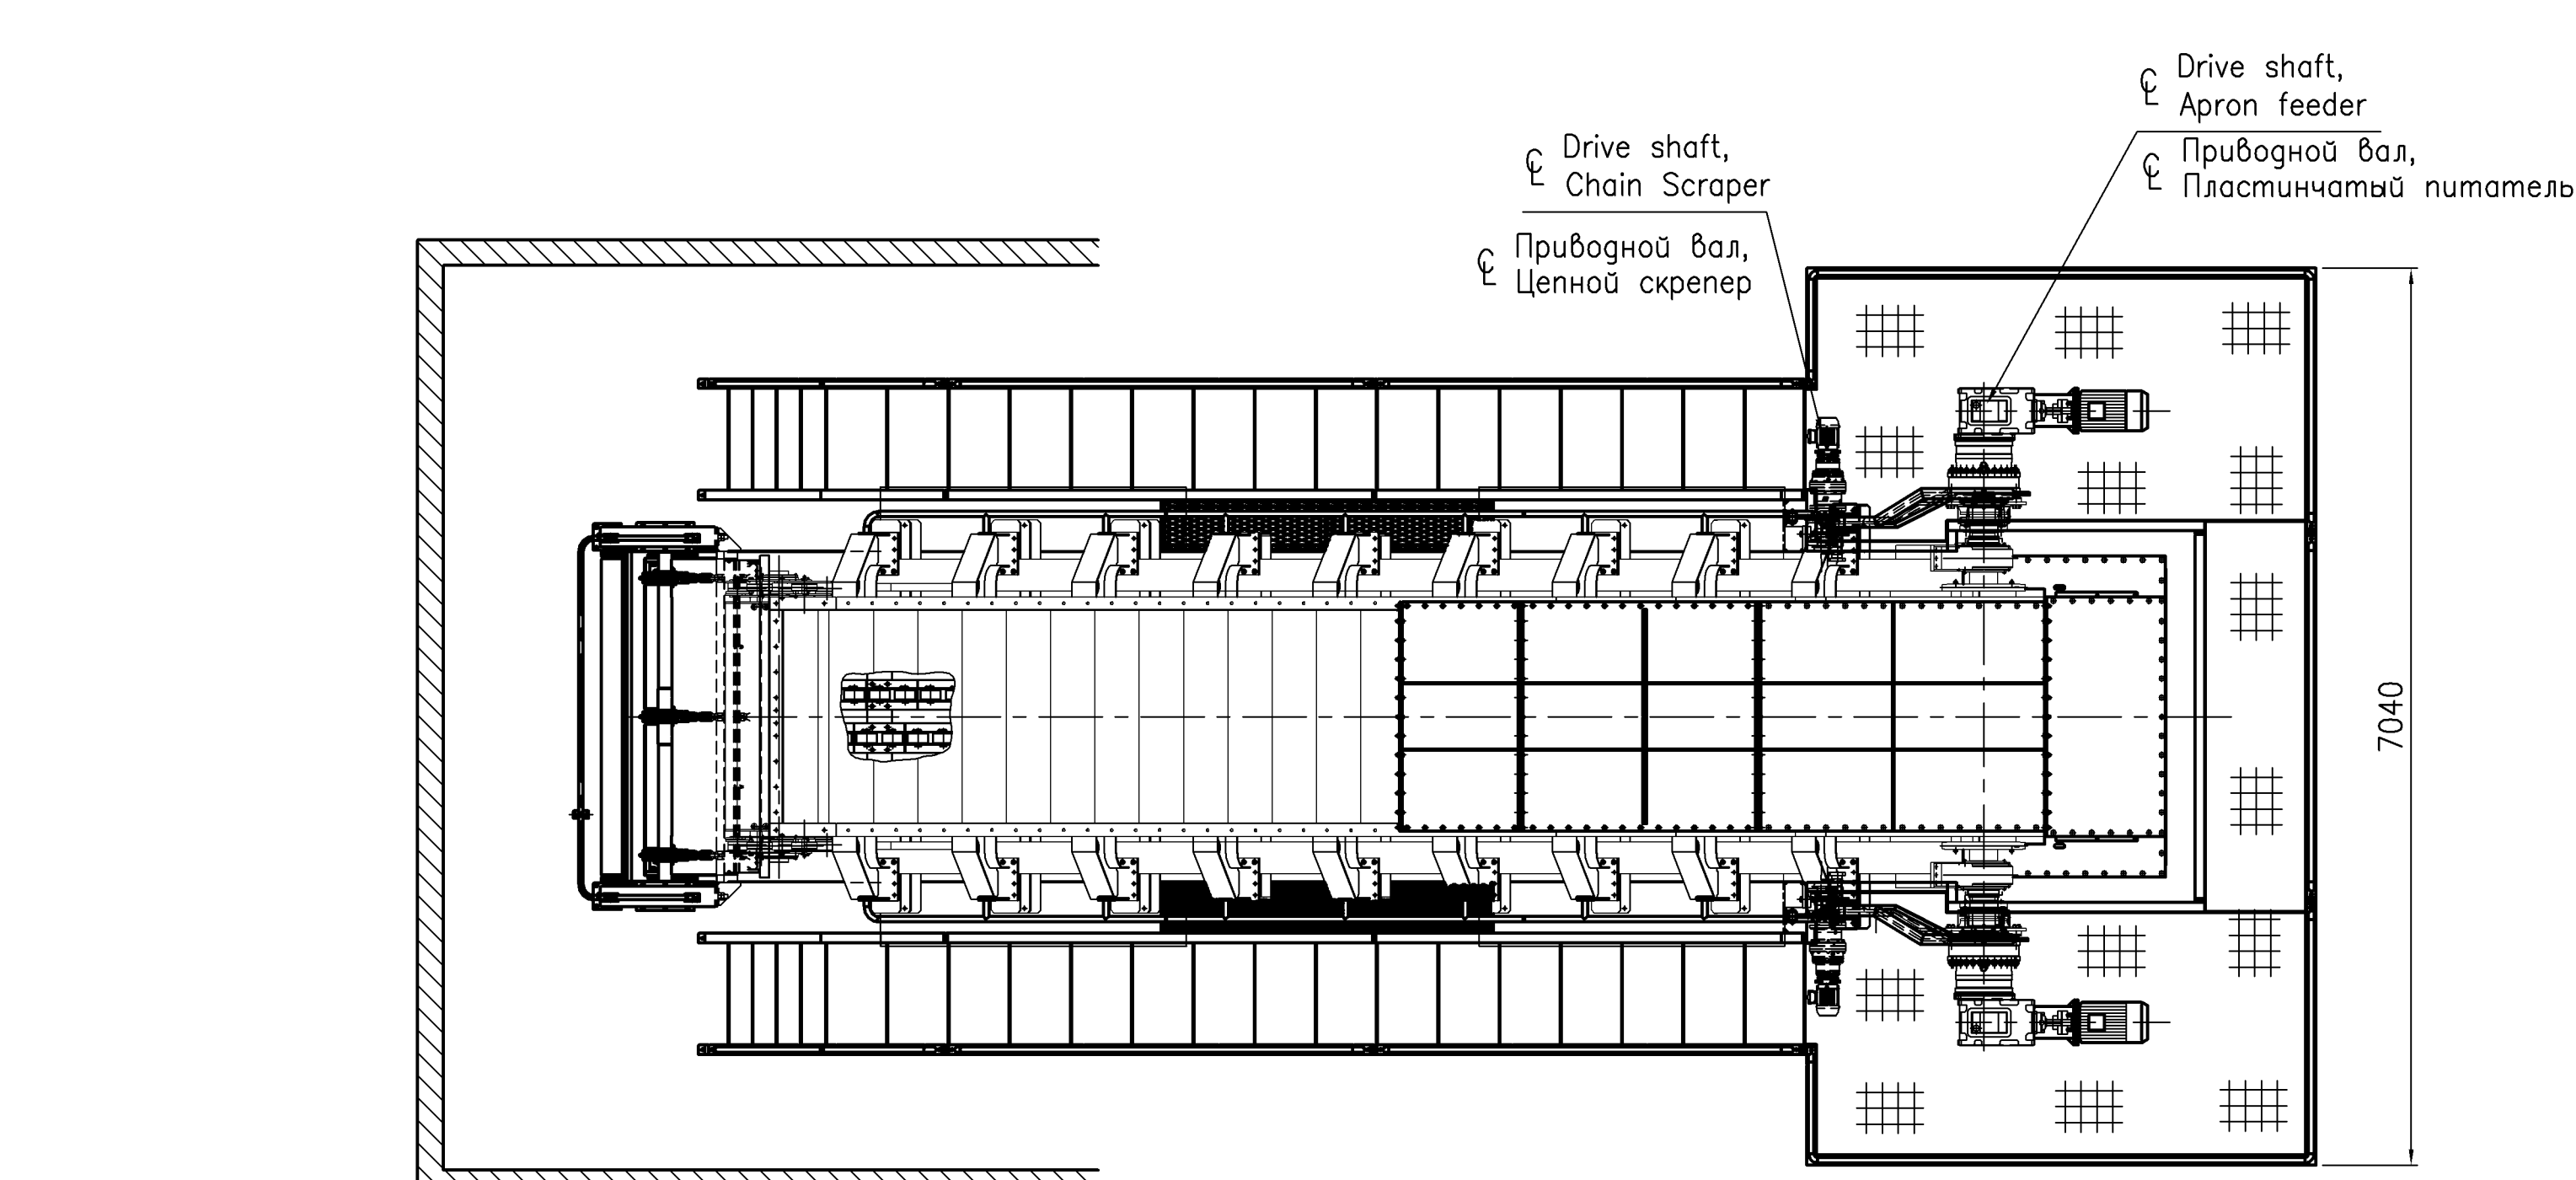 ℄ Drive shaft,
Apron feeder
℄ Приводной вал,
Пластинчатый питатель
℄ Drive shaft,
Chain Scraper
℄ Приводной вал,
Цепной скрепер
7040